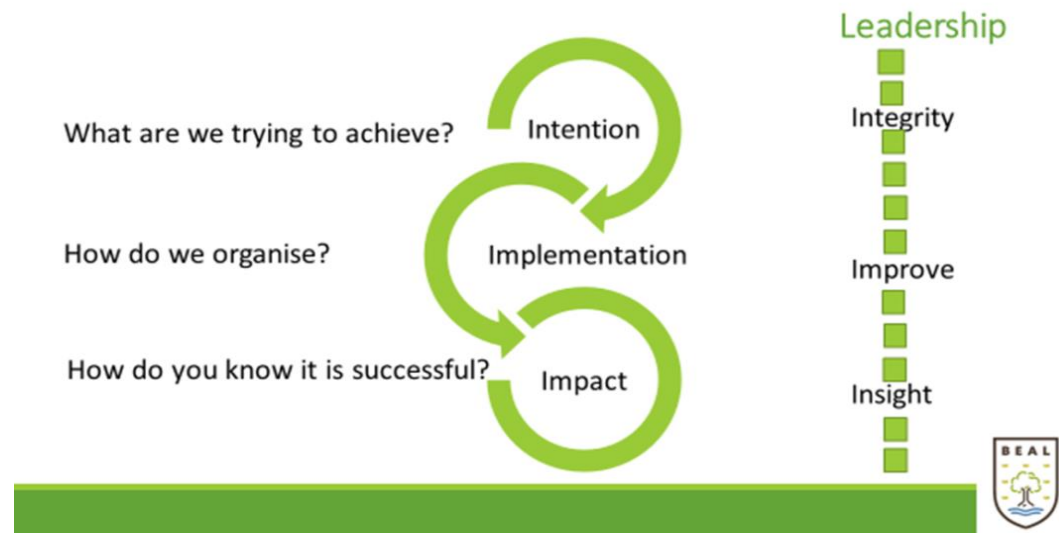 Leadership
What are we trying to achieve?
Intention
Integrity
How do we organise?
Implementation
Improve
How do you know it is successful?
Impact
Insight
BEAL